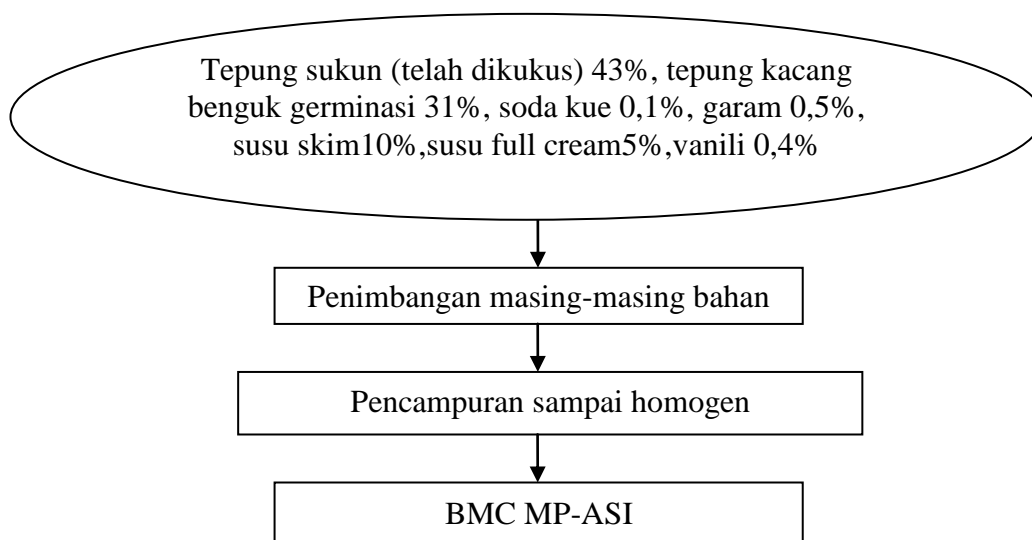 Tepung sukun (telah dikukus) 43%, tepung kacang
benguk germinasi 31%, soda kue 0,1%, garam 0,5%,
susu skim10%,susu full cream5%,vanili 0,4%
Penimbangan masing-masing bahan
Pencampuran sampai homogen
BMC MP-ASI